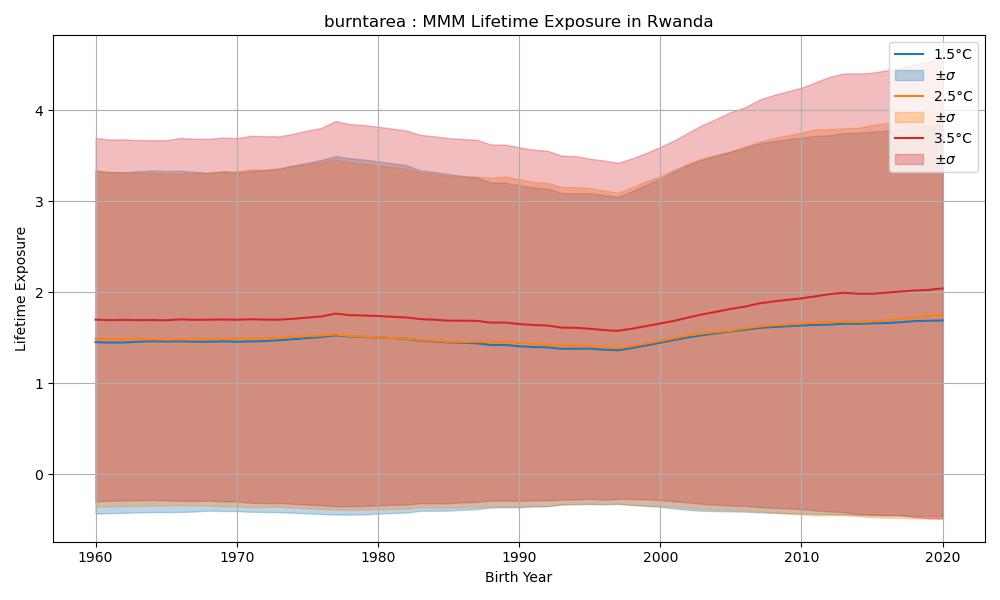 burntarea : MMM Lifetime Exposure in Rwanda
1.5°C
±σ
2.5°C
±σ
3.5°C
±σ
Lifetime Exposure
4
3
2
1
0
1960 1970 1980 1990 2000 2010 2020
Birth Year